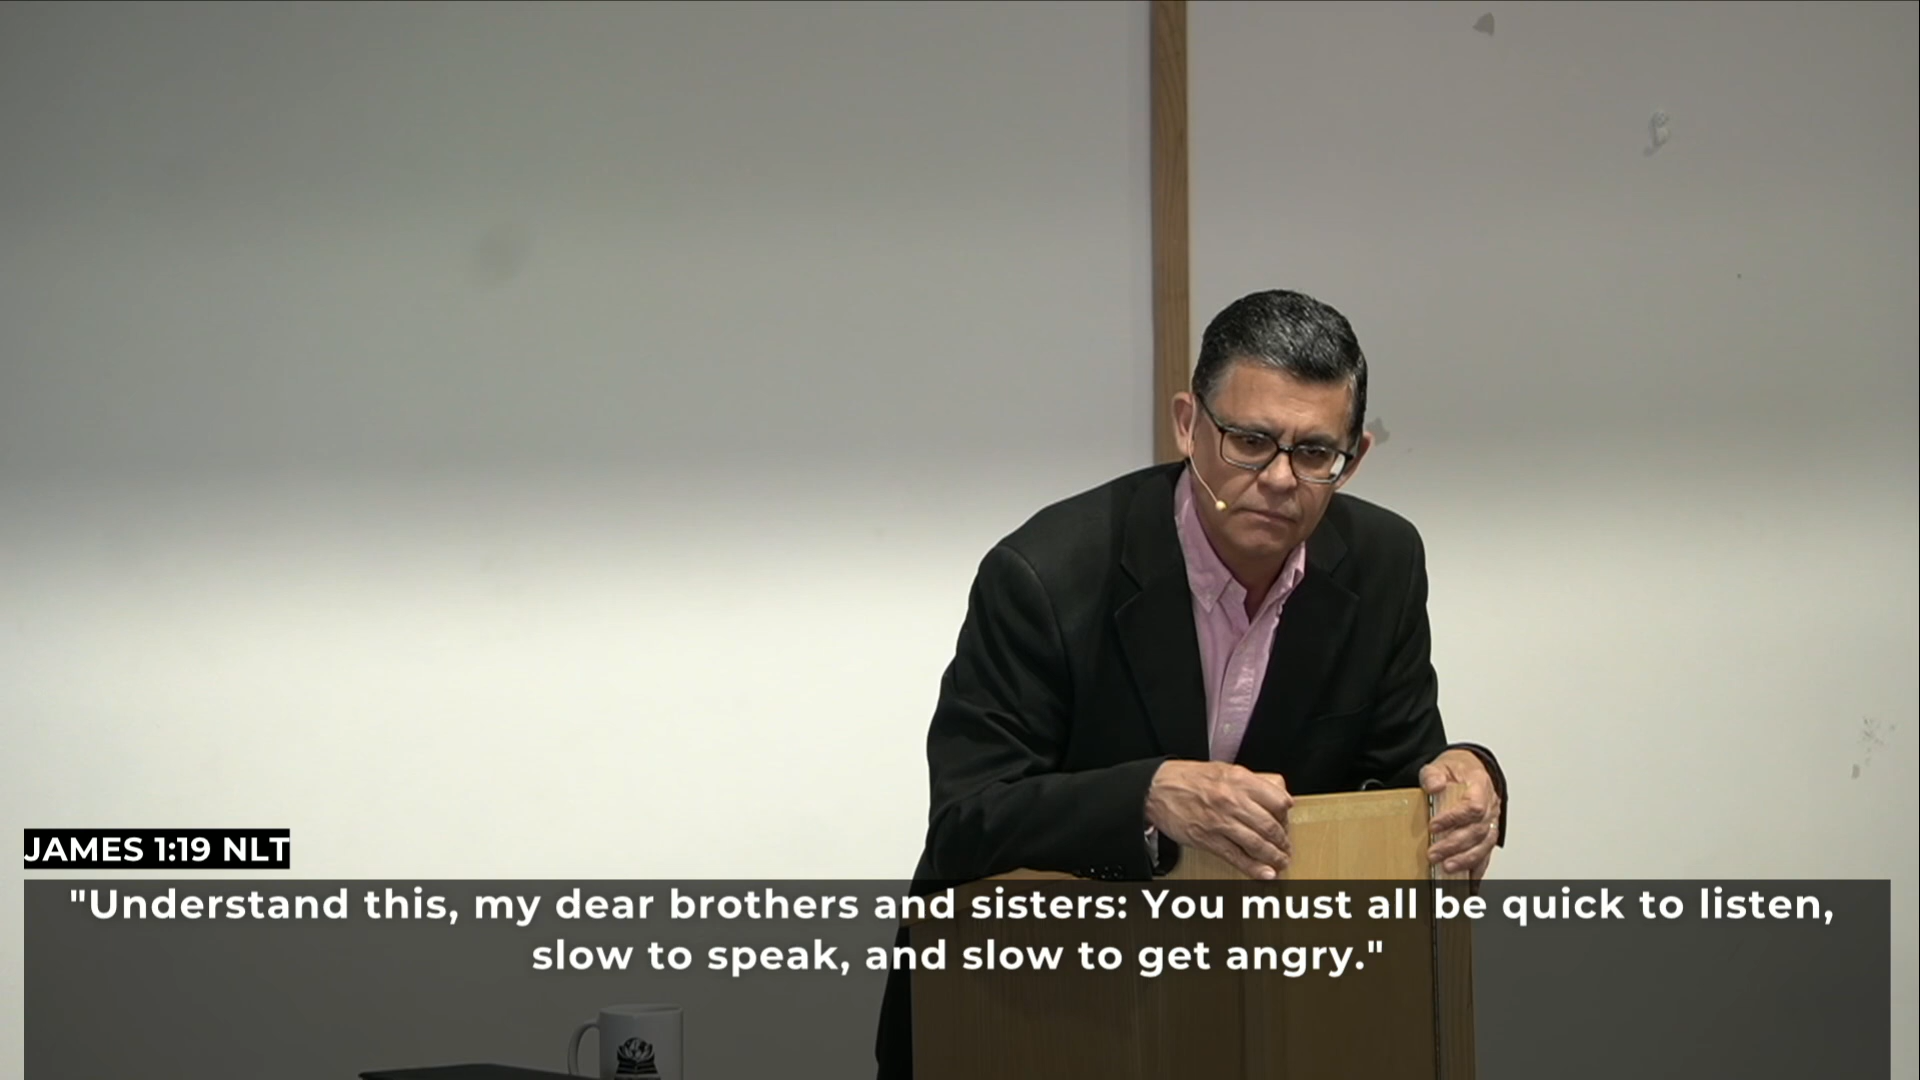 JAMES 1:19 NLT
"Understand this, my dear brothers and sisters: You must all be quick to listen,
slow to speak, and slow to get angry."